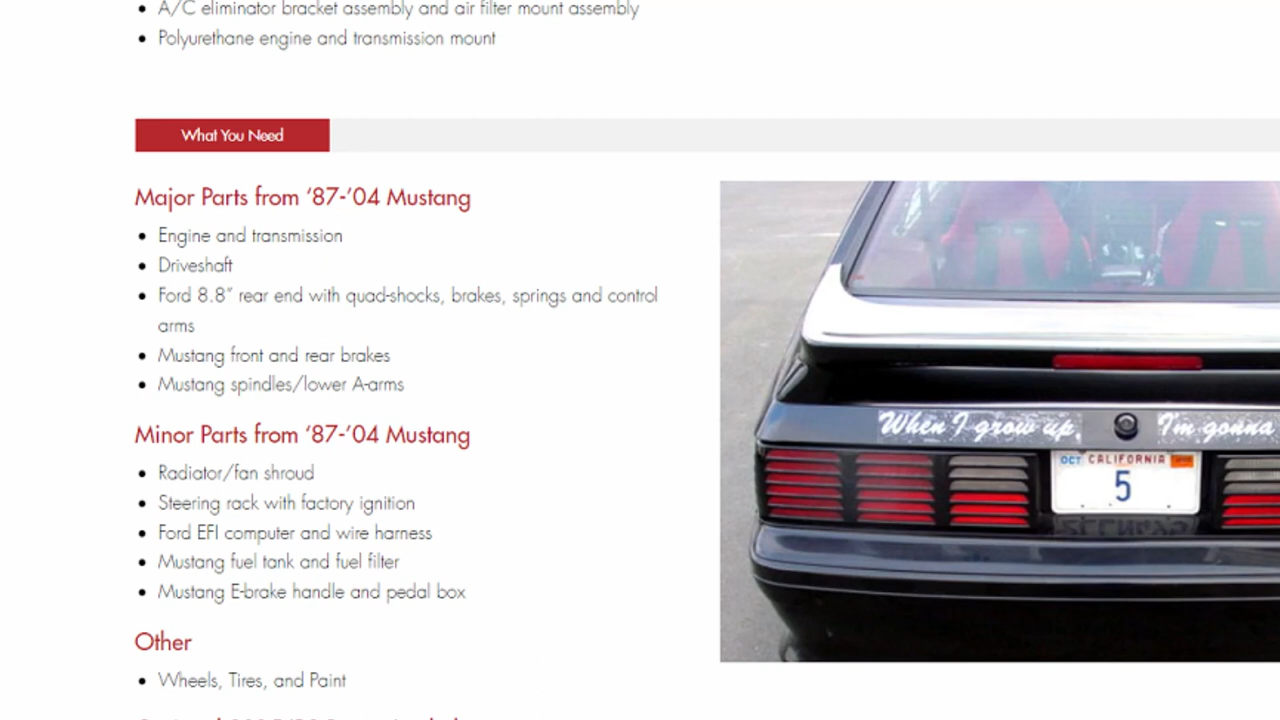 A/C eliminator bracket assembly and air filter mount assembly
Polyurethane engine and transmission mount
What You Need
Major Parts from ‘87-‘04 Mustang
Engine and transmission
Driveshaft
Ford 8.8” rear end with quad-shocks, brakes, springs and control
arms
Mustang front and rear brakes
Mustang spindles/lower A-arms
Minor Parts from ‘87-‘04 Mustang
Radiator/fan shroud
Steering rack with factory ignition
Ford EFI computer and wire harness
Mustang fuel tank and fuel filter
Mustang E-brake handle and pedal box
Other
Wheels, Tires, and Paint
When I grow up, I'm gonna
OCT CALIFORNIA
5